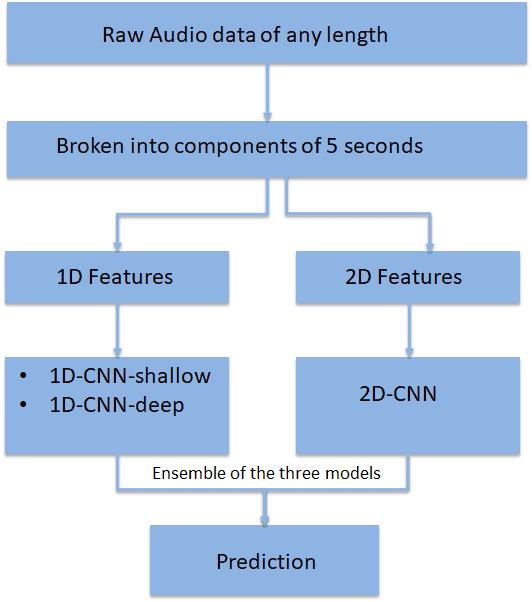 Raw Audio data of any length
Broken into components of 5 seconds
1D Features
2D Features
• 1D-CNN-shallow
• 1D-CNN-deep
2D-CNN
Ensemble of the three models
Prediction